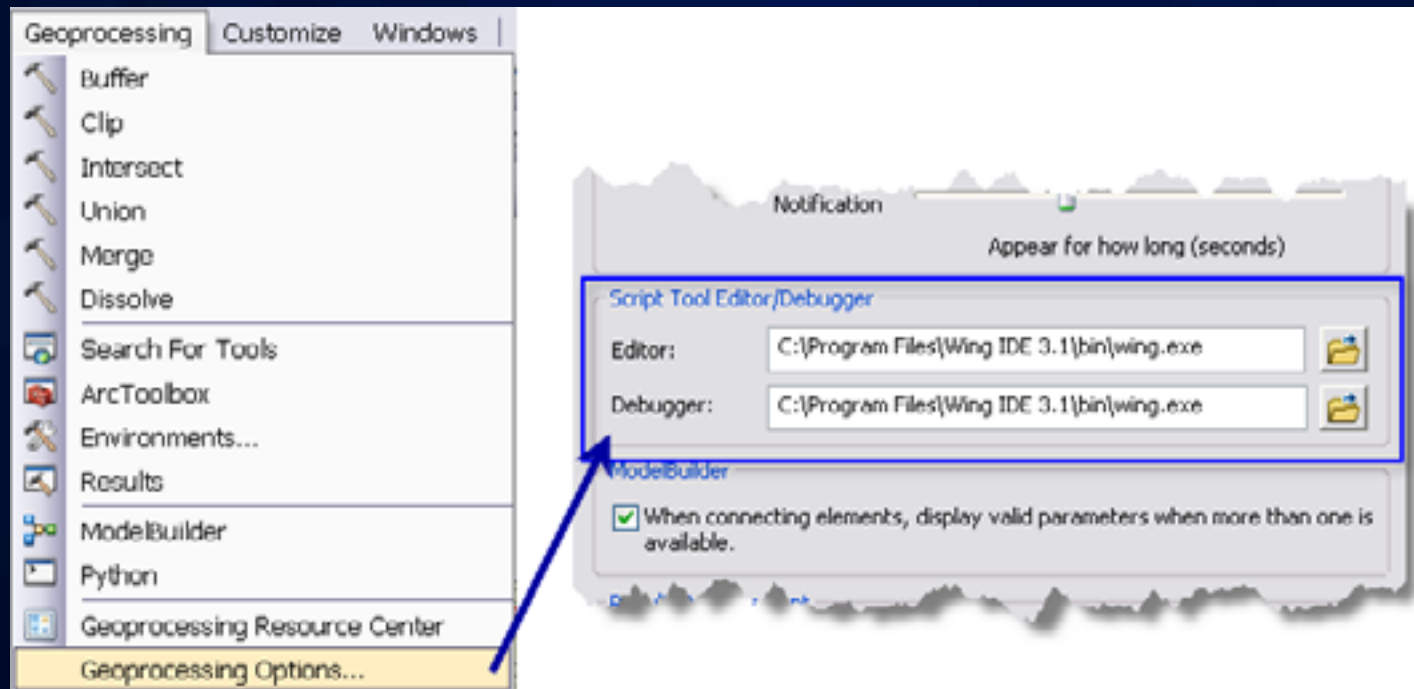 Geoprocessing Customize Windows
Buffer
Clip
Intersect
Union
Merge
Dissolve
Search For Tools
ArcToolbox
Environments...
Results
ModelBuilder
Python
Geoprocessing Resource Center
Geoprocessing Options...
Notification
Appear for how long (seconds)
Script Tool Editor/Debugger
Editor: C:\Program Files\Wing IDE 3.1\bin\wing.exe
Debugger: C:\Program Files\Wing IDE 3.1\bin\wing.exe
ModelBuilder
When connecting elements, display valid parameters when more than one is
available.